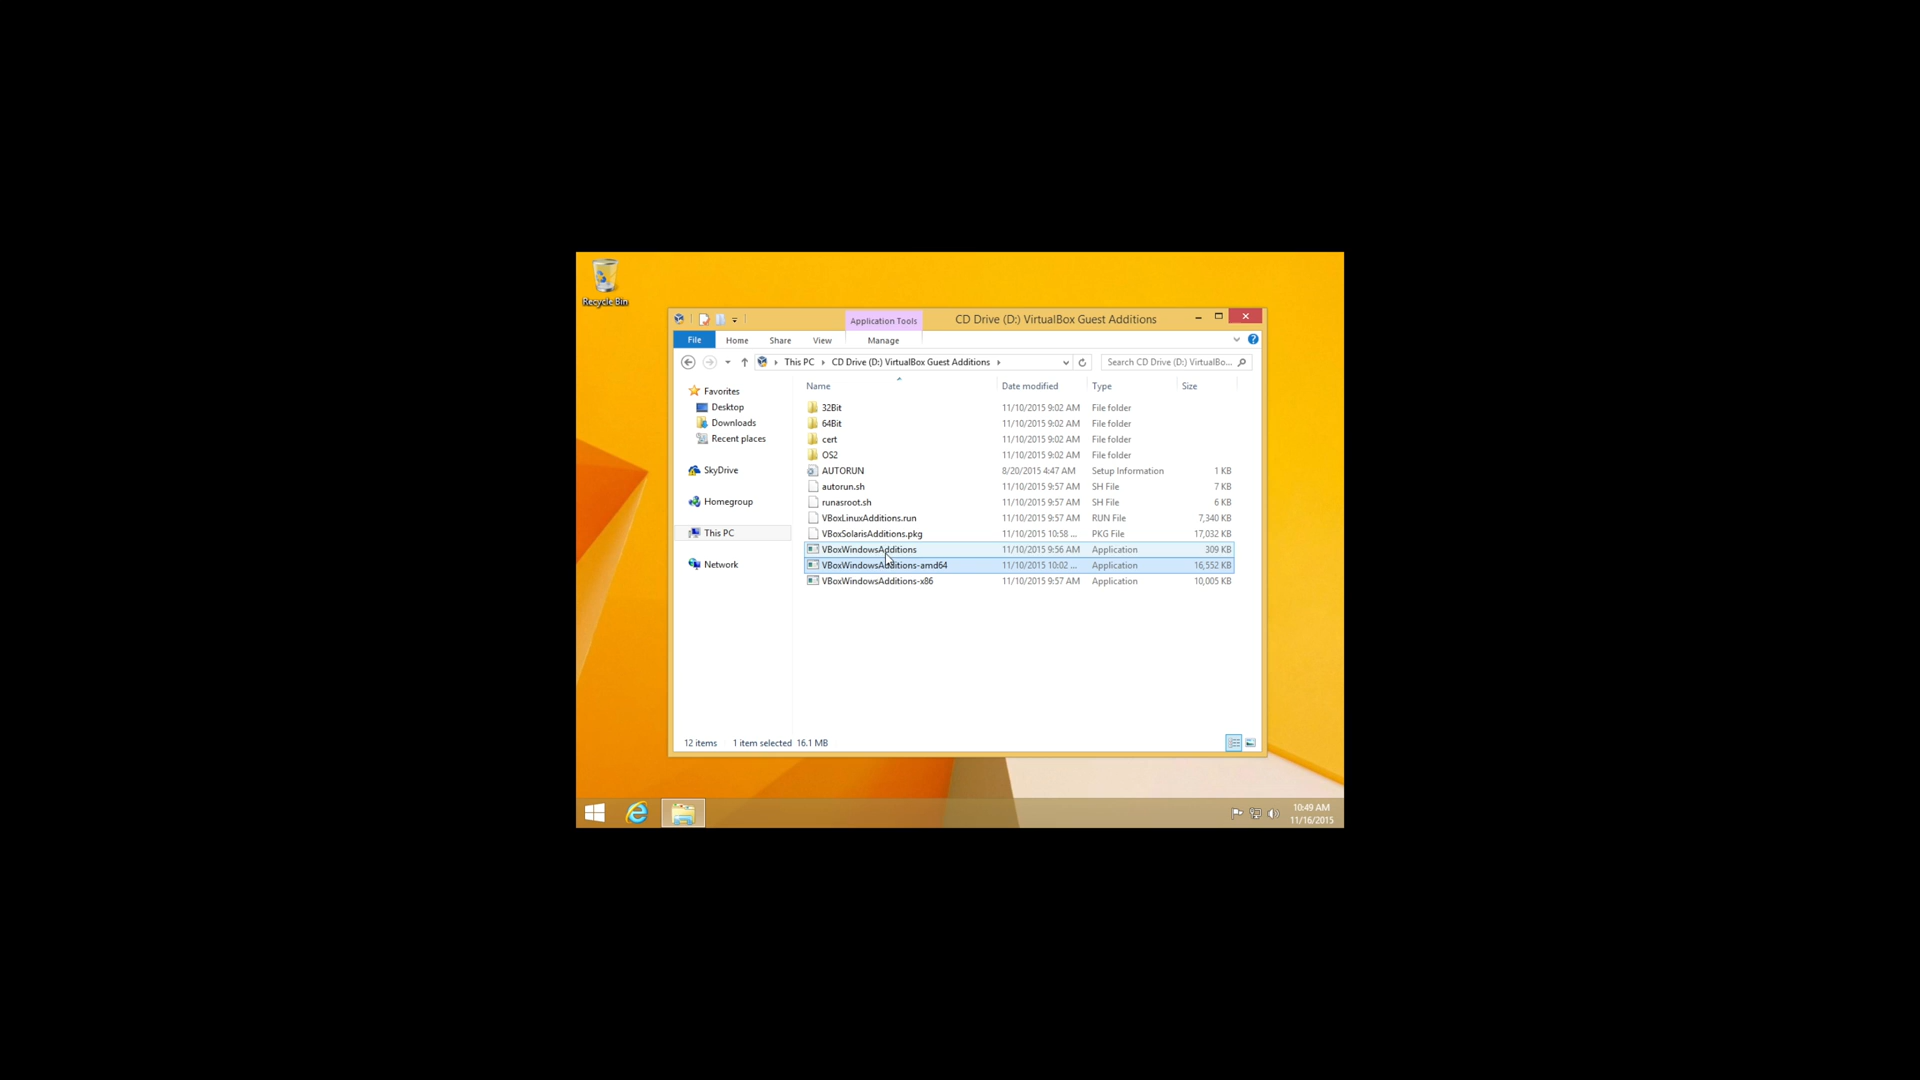 Recycle Bin
Application Tools
CD Drive (D:) VirtualBox Guest Additions
File Home Share View Manage
This PC CD Drive (D:) VirtualBox Guest Additions
Search CD Drive (D:) VirtualBo...
Favorites
Desktop
Downloads
Recent places
SkyDrive
Homegroup
This PC
Network
Name Date modified Type Size
32Bit 11/10/2015 9:02 AM File folder
64Bit 11/10/2015 9:02 AM File folder
cert 11/10/2015 9:02 AM File folder
OS2 11/10/2015 9:02 AM File folder
AUTORUN 8/20/2015 4:47 AM Setup Information 1 KB
autorun.sh 11/10/2015 9:57 AM SH File 7 KB
runasroot.sh 11/10/2015 9:57 AM SH File 6 KB
VBoxLinuxAdditions.run 11/10/2015 9:57 AM RUN File 7,340 KB
VBoxSolarisAdditions.pkg 11/10/2015 10:58 ... PKG File 17,032 KB
VBoxWindowsAdditions 11/10/2015 9:56 AM Application 309 KB
VBoxWindowsAdditions-amd64 11/10/2015 10:02 ... Application 16,552 KB
VBoxWindowsAdditions-x86 11/10/2015 9:57 AM Application 10,005 KB
12 items 1 item selected 16.1 MB
10:49 AM
11/16/2015